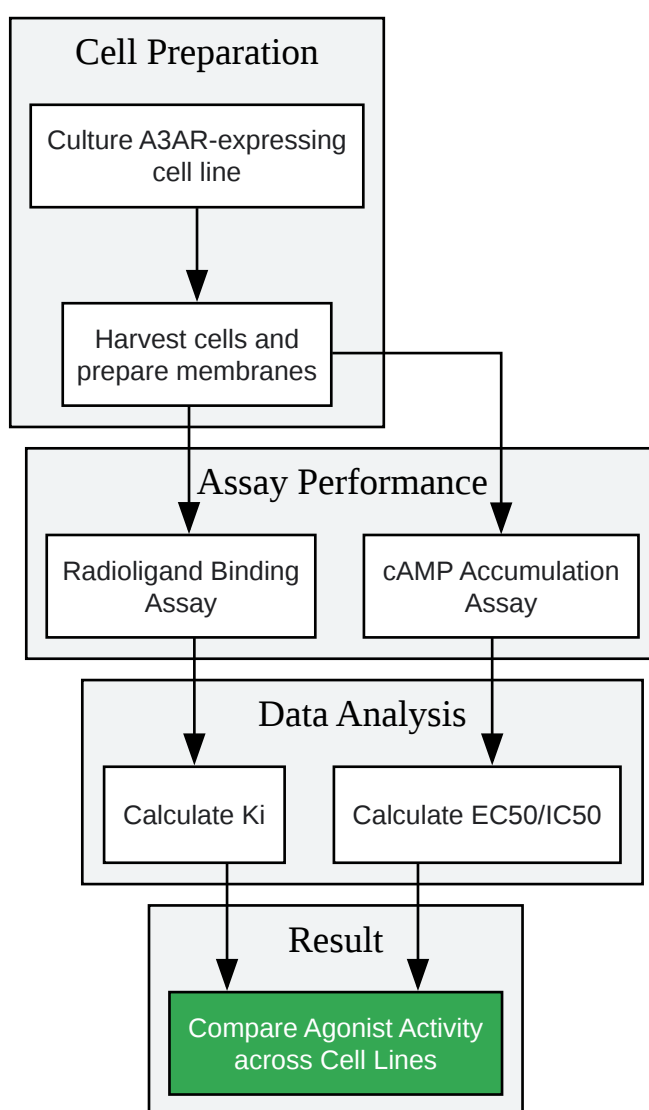 Cell Preparation
Culture A3AR-expressing
cell line
Harvest cells and
prepare membranes
Assay Performance
Radioligand Binding
Assay
cAMP Accumulation
Assay
Data Analysis
Calculate Ki
Calculate EC50/IC50
Result
Compare Agonist Activity
across Cell Lines